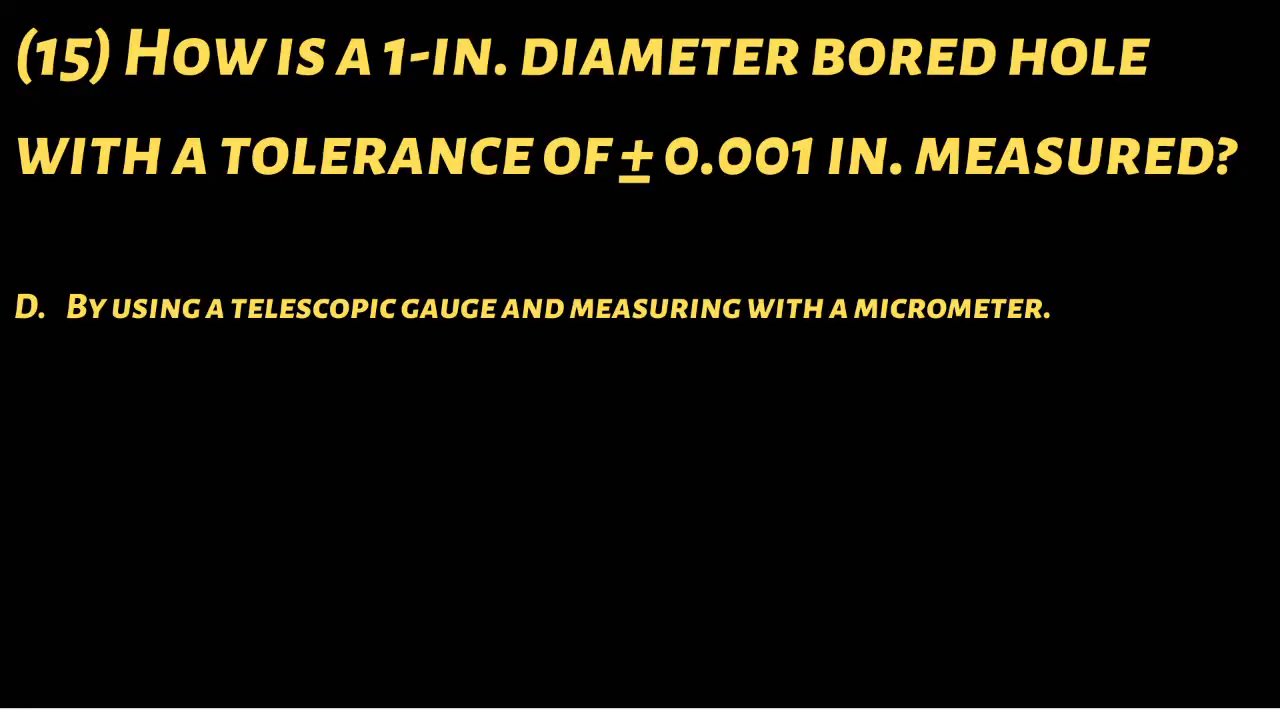 (15) How is a 1-in. diameter bored hole
with a tolerance of ± 0.001 in. measured?
D. By using a telescopic gauge and measuring with a micrometer.